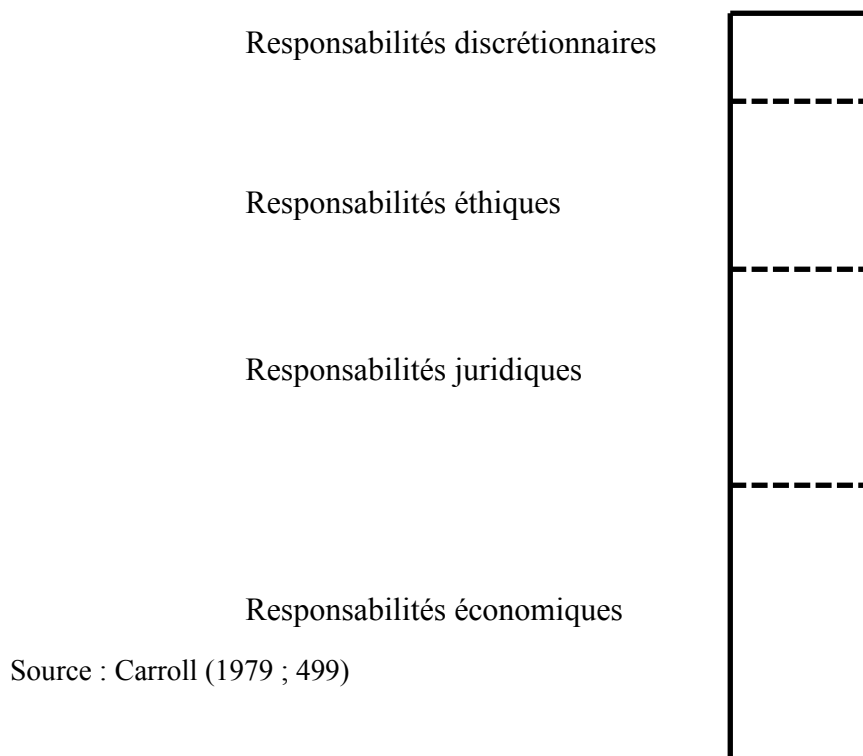 Responsabilités discrétionnaires
Responsabilités éthiques
Responsabilités juridiques
Responsabilités économiques
Source : Carroll (1979 ; 499)